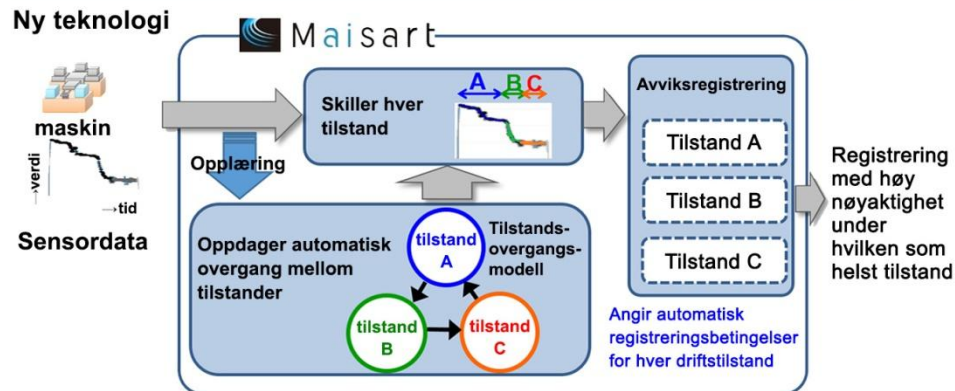 Ny teknologi
maskin
→verdi
→tid
Sensordata
Maisart
Opplæring
Skiller hver
tilstand
A B C
Oppdager automatisk
overgang mellom
tilstander
Tilstands-
overgangs-
modell
tilstand
A
tilstand
B
tilstand
C
Avviksregistrering
Tilstand A
Tilstand B
Tilstand C
Angir automatisk
registreringsbetingelser
for hver driftstilstand
Registrering
med høy
nøyaktighet
under
hvilken som
helst tilstand